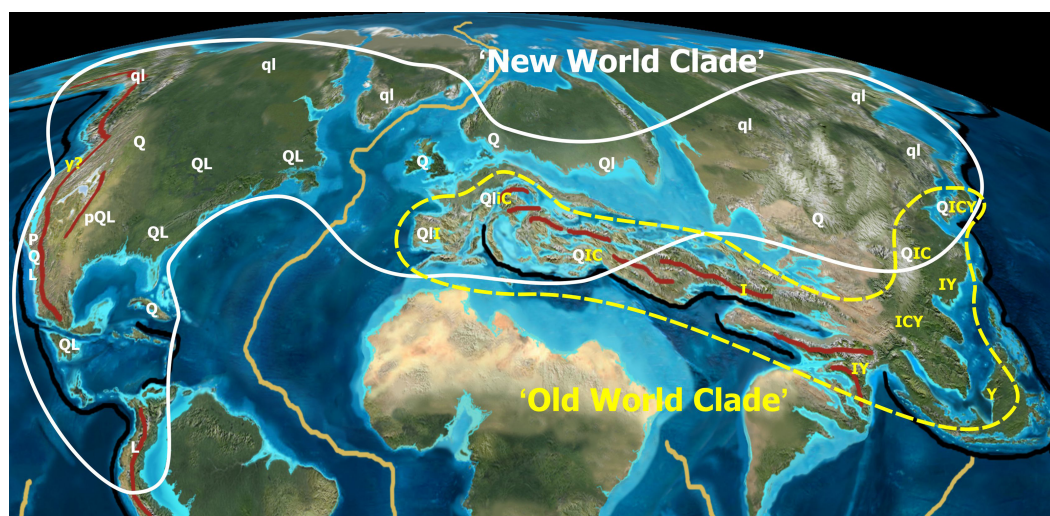 ‘New World Clade’
ql
ql
ql
ql
ql
ql
Q
QL
QL
Q
Q
Ql
y?
pQL
QliC
QICY
QL
QlI
Q
P
Q
L
QIC
QIC
I
IY
Q
ICY
QL
IY
‘Old World Clade’
Y
L